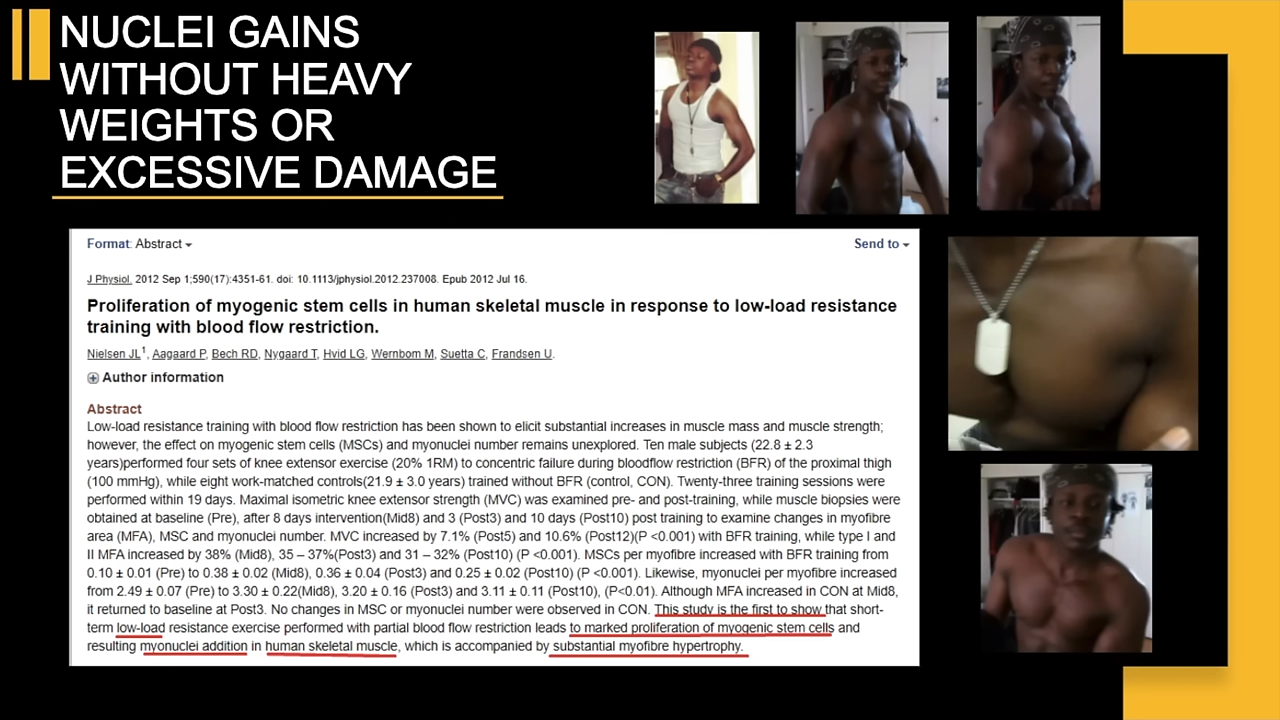 NUCLEI GAINS
WITHOUT HEAVY
WEIGHTS OR
EXCESSIVE DAMAGE
Format: Abstract
Send to
J Physiol. 2012 Sep 1;590(17):4351-61. doi: 10.1113/jphysiol.2012.237008. Epub 2012 Jul 16.
Proliferation of myogenic stem cells in human skeletal muscle in response to low-load resistance
training with blood flow restriction.
Nielsen JL1, Aagaard P, Bech RD, Nygaard T, Hvid LG, Wernbom M, Suetta C, Frandsen U.
Author information
Abstract
Low-load resistance training with blood flow restriction has been shown to elicit substantial increases in muscle mass and muscle strength;
however, the effect on myogenic stem cells (MSCs) and myonuclei number remains unexplored. Ten male subjects (22.8 ± 2.3
years)performed four sets of knee extensor exercise (20% 1RM) to concentric failure during bloodflow restriction (BFR) of the proximal thigh
(100 mmHg), while eight work-matched controls(21.9 ± 3.0 years) trained without BFR (control, CON). Twenty-three training sessions were
performed within 19 days. Maximal isometric knee extensor strength (MVC) was examined pre- and post-training, while muscle biopsies were
obtained at baseline (Pre), after 8 days intervention(Mid8) and 3 (Post3) and 10 days (Post10) post training to examine changes in myofibre
area (MFA), MSC and myonuclei number. MVC increased by 7.1% (Post5) and 10.6% (Post12)(P <0.001) with BFR training, while type I and
II MFA increased by 38% (Mid8), 35 – 37%(Post3) and 31 – 32% (Post10) (P <0.001). MSCs per myofibre increased with BFR training from
0.10 ± 0.01 (Pre) to 0.38 ± 0.02 (Mid8), 0.36 ± 0.04 (Post3) and 0.25 ± 0.02 (Post10) (P <0.001). Likewise, myonuclei per myofibre increased
from 2.49 ± 0.07 (Pre) to 3.30 ± 0.22(Mid8), 3.20 ± 0.16 (Post3) and 3.11 ± 0.11 (Post10), (P<0.01). Although MFA increased in CON at Mid8,
it returned to baseline at Post3. No changes in MSC or myonuclei number were observed in CON. This study is the first to show that short-
term low-load resistance exercise performed with partial blood flow restriction leads to marked proliferation of myogenic stem cells and
resulting myonuclei addition in human skeletal muscle, which is accompanied by substantial myofibre hypertrophy.